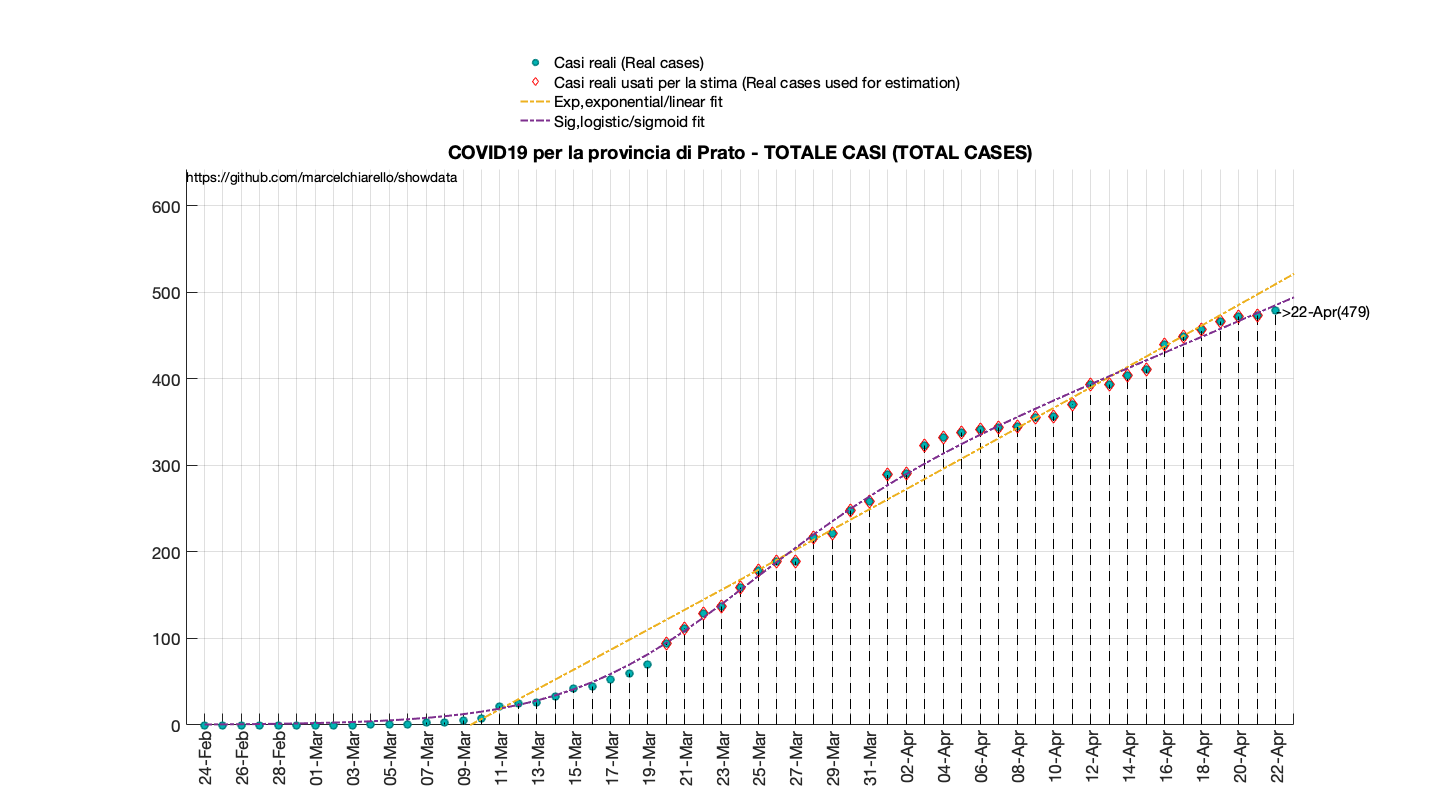 Casi reali (Real cases)
Casi reali usati per la stima (Real cases used for estimation)
Exp,exponential/linear fit
Sig,logistic/sigmoid fit
COVID19 per la provincia di Prato - TOTALE CASI (TOTAL CASES)
https://github.com/marcelchiarello/showdata
600
500
400
300
200
100
0
->22-Apr(479)
24-Feb
26-Feb
28-Feb
01-Mar
03-Mar
05-Mar
07-Mar
09-Mar
11-Mar
13-Mar
15-Mar
17-Mar
19-Mar
21-Mar
23-Mar
25-Mar
27-Mar
29-Mar
31-Mar
02-Apr
04-Apr
06-Apr
08-Apr
10-Apr
12-Apr
14-Apr
16-Apr
18-Apr
20-Apr
22-Apr